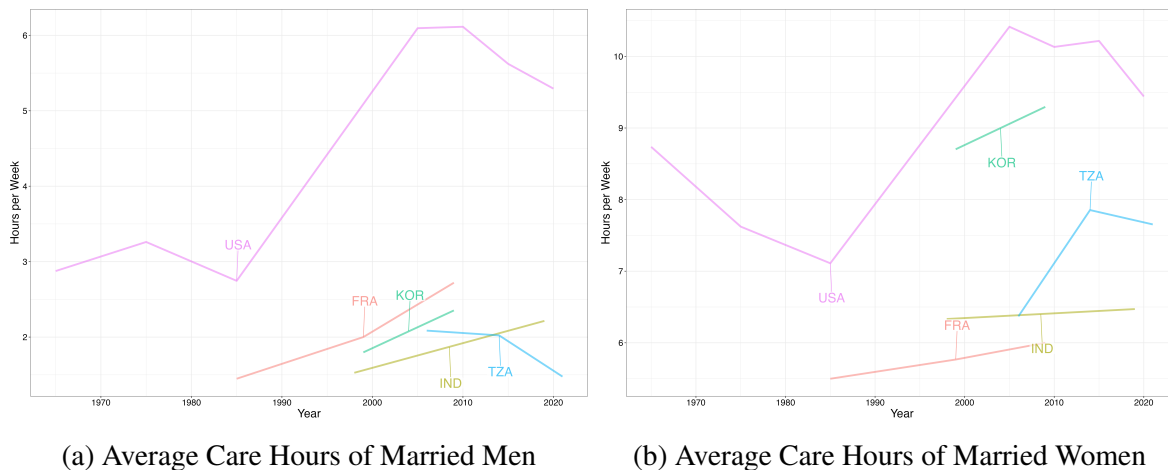 6
5
4
3
2
Hours per Week
USA
FRA
KOR
IND
TZA
1970 1980 1990 2000 2010 2020
Year
(a) Average Care Hours of Married Men
10
9
8
7
6
Hours per Week
USA
KOR
TZA
FRA
IND
1970 1980 1990 2000 2010 2020
Year
(b) Average Care Hours of Married Women